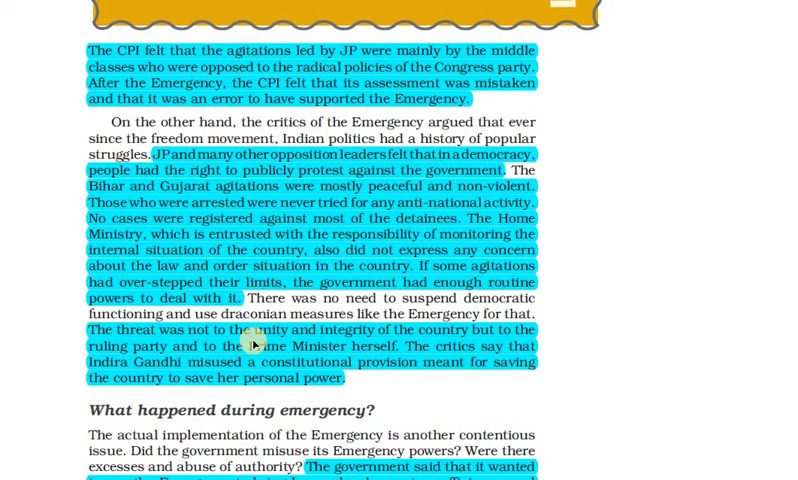 The CPI felt that the agitations led by JP were mainly by the middle
classes who were opposed to the radical policies of the Congress party.
After the Emergency, the CPI felt that its assessment was mistaken
and that it was an error to have supported the Emergency.
On the other hand, the critics of the Emergency argued that ever
since the freedom movement, Indian politics had a history of popular
struggles. JP and many other opposition leaders felt that in a democracy,
people had the right to publicly protest against the government. The
Bihar and Gujarat agitations were mostly peaceful and non-violent.
Those who were arrested were never tried for any anti-national activity.
No cases were registered against most of the detainees. The Home
Ministry, which is entrusted with the responsibility of monitoring the
internal situation of the country, also did not express any concern
about the law and order situation in the country. If some agitations
had over-stepped their limits, the government had enough routine
powers to deal with it. There was no need to suspend democratic
functioning and use draconian measures like the Emergency for that.
The threat was not to the unity and integrity of the country but to the
ruling party and to the Prime Minister herself. The critics say that
Indira Gandhi misused a constitutional provision meant for saving
the country to save her personal power.
What happened during emergency?
The actual implementation of the Emergency is another contentious
issue. Did the government misuse its Emergency powers? Were there
excesses and abuse of authority? The government said that it wanted